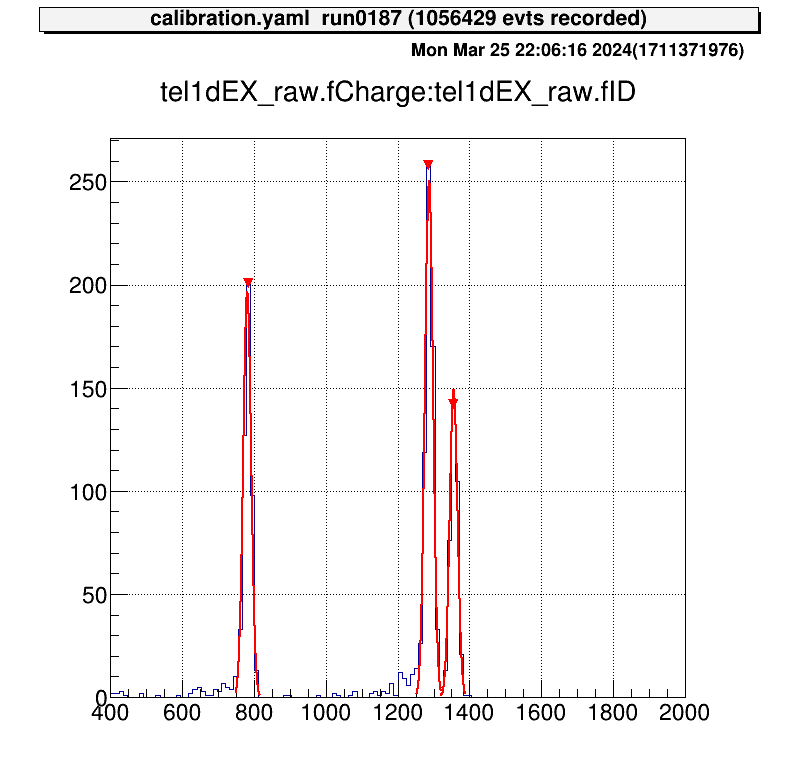 calibration.yaml run0187 (1056429 evts recorded)
Mon Mar 25 22:06:16 2024(1711371976)
tel1dEX_raw.fCharge:tel1dEX_raw.fID
250
200
150
100
50
0
400 600 800 1000 1200 1400 1600 1800 2000